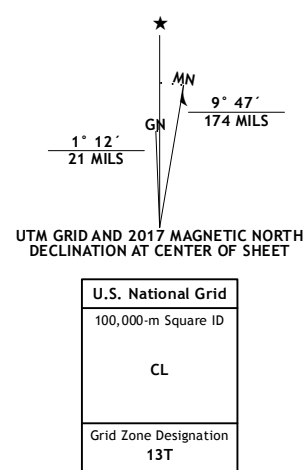 ★
MN
GN
9° 47´
174 MILS
1° 12´
21 MILS
UTM GRID AND 2017 MAGNETIC NORTH
DECLINATION AT CENTER OF SHEET
U.S. National Grid
100,000-m Square ID
CL
Grid Zone Designation
13T